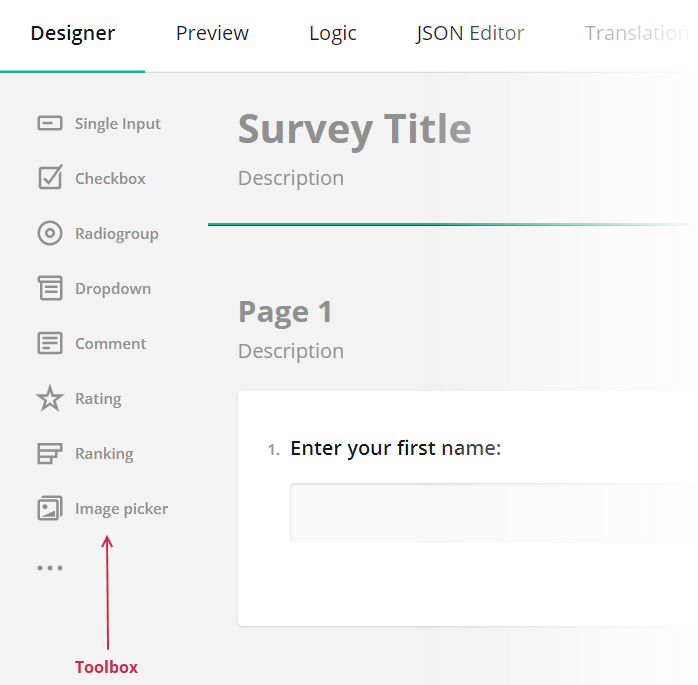 Designer Preview Logic JSON Editor Translation
Single Input
Checkbox
Radiogroup
Dropdown
Comment
Rating
Ranking
Image picker
Toolbox
Survey Title
Description
Page 1
Description
1. Enter your first name: